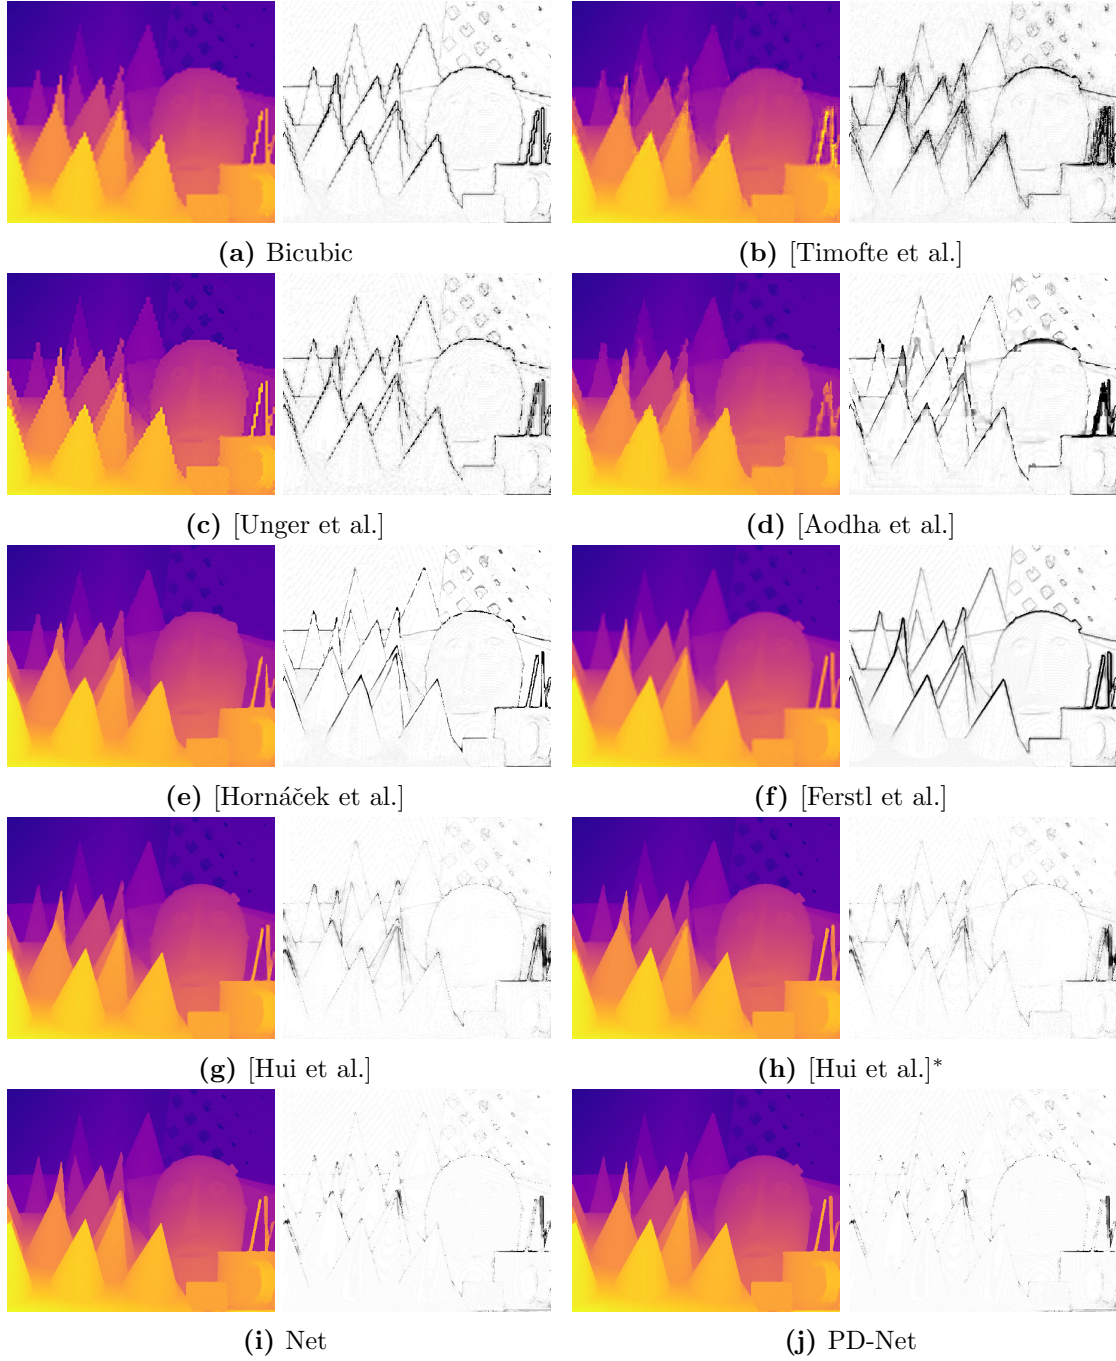 (a) Bicubic
(b) [Timofte et al.]
(c) [Unger et al.]
(d) [Aodha et al.]
(e) [Hornáček et al.]
(f) [Ferstl et al.]
(g) [Hui et al.]
(h) [Hui et al.]*
(i) Net
(j) PD-Net